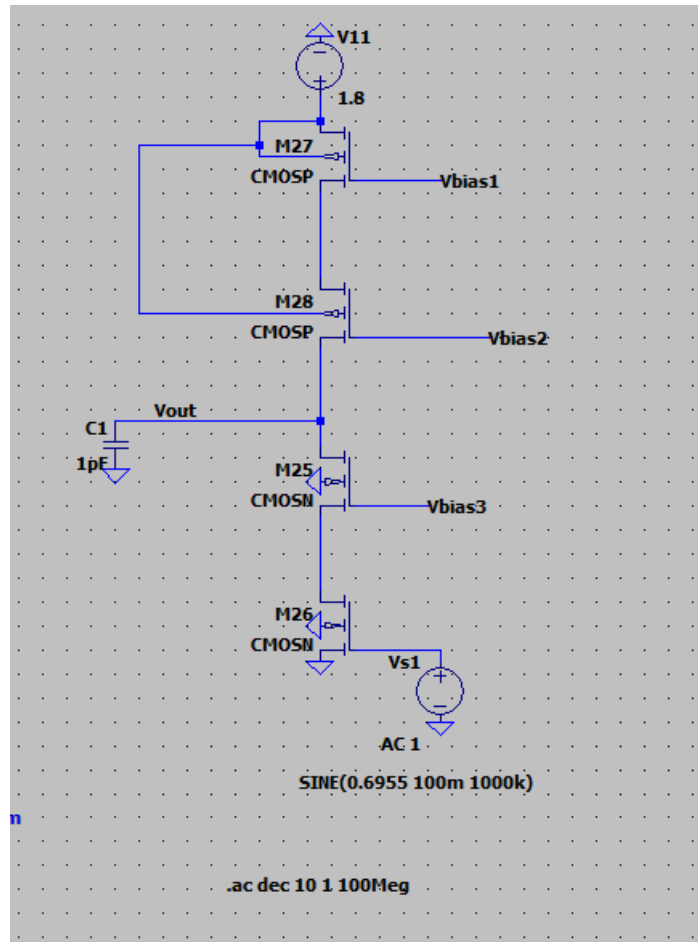 V11
1.8
M27
CMOSP
Vbias1
M28
CMOSP
Vbias2
Vout
C1
1pF
M25
CMOSN
Vbias3
M26
CMOSN
Vs1
AC 1
SINE(0.6955 100m 1000k)
m
.ac dec 10 1 100Meg